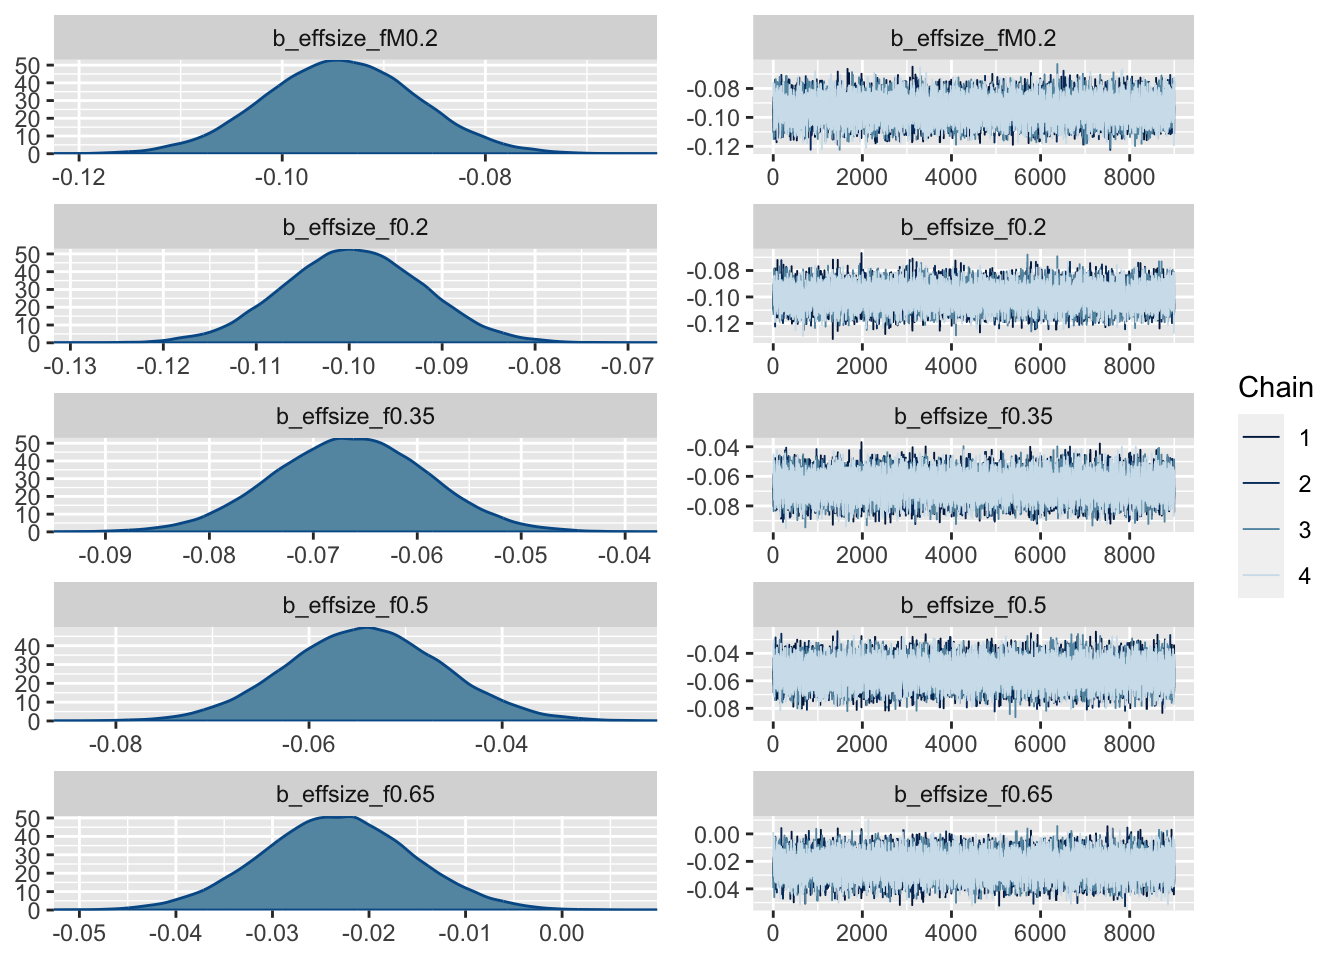 b_effsize_fM0.2
50
40
30
20
10
0
-0.12 -0.10 -0.08
b_effsize_fM0.2
-0.08
-0.10
-0.12
0 2000 4000 6000 8000
b_effsize_f0.2
50
40
30
20
10
0
-0.13 -0.12 -0.11 -0.10 -0.09 -0.08 -0.07
b_effsize_f0.2
-0.08
-0.10
-0.12
0 2000 4000 6000 8000
b_effsize_f0.35
50
40
30
20
10
0
-0.09 -0.08 -0.07 -0.06 -0.05 -0.04
b_effsize_f0.35
-0.04
-0.06
-0.08
0 2000 4000 6000 8000
b_effsize_f0.5
40
30
20
10
0
-0.08 -0.06 -0.04
b_effsize_f0.5
-0.04
-0.06
-0.08
0 2000 4000 6000 8000
b_effsize_f0.65
50
40
30
20
10
0
-0.05 -0.04 -0.03 -0.02 -0.01 0.00
b_effsize_f0.65
0.00
-0.02
-0.04
0 2000 4000 6000 8000
Chain
1
2
3
4